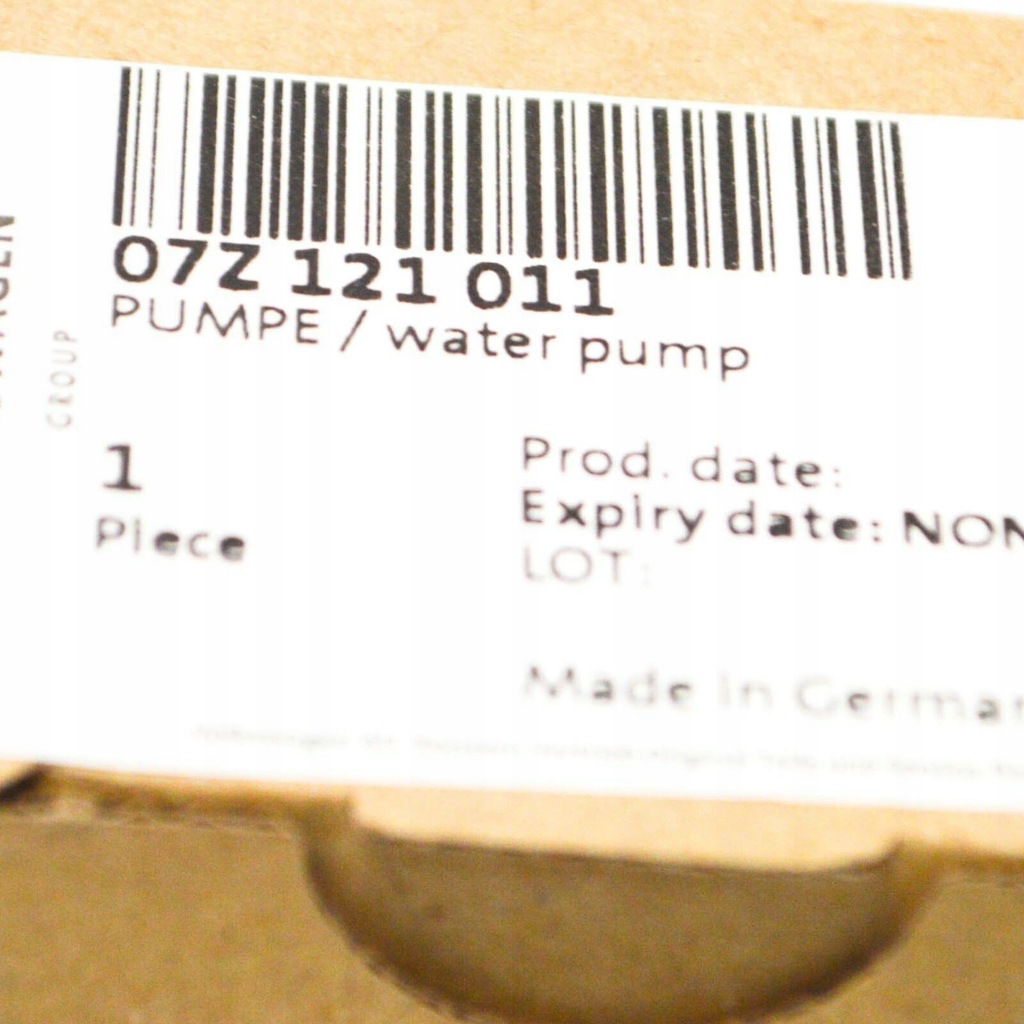 07Z 121 011
PUMPE / water pump
GROUP
1
Piece
Prod. date:
Expiry date: NON
LOT:
Made in German